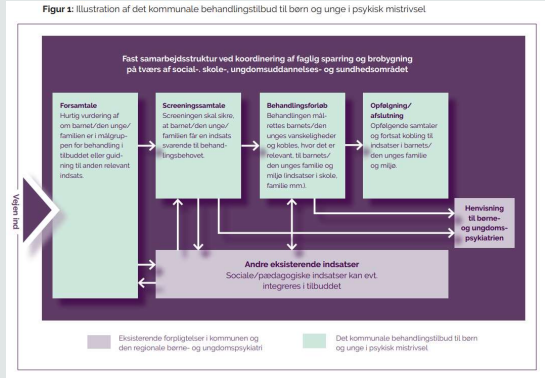 Figur 1: Illustration af det kommunale behandlingstilbud til børn og unge i psykisk mistrivsel
Fast samarbejdsstruktur ved koordinering af faglig sparring og brobygning
på tværs af social-, skole-, ungdomsuddannelses- og sundhedsområdet
Vejen ind
Forsamtale
Hurtig vurdering af
om barnet/den unge/
familien er i målgrup-
pen for behandling i
tilbuddet eller guid-
ning til anden relevant
indsats.
Screeningssamtale
Screeningen skal sikre,
at barnet/den unge/
familien får en indsats
svarende til behand-
lingsbehovet.
Behandlingsforløb
Behandlingen mål-
rettes barnets/den
unges vanskeligheder
og kobles, hvor det er
relevant, til barnets/
den unges familie og
miljø (indsatser i skole,
familie mm.).
Opfølgning/
afslutning
Opfølgende samtaler
og fortsat kobling til
indsatser i barnets/
den unges familie
og miljø.
Henvisning
til børne-
og ungdoms-
psykiatrien
Andre eksisterende indsatser
Sociale/pædagogiske indsatser kan evt.
integreres i tilbuddet
Eksisterende forpligtelser i kommunen og
den regionale børne- og ungdomspsykiatri
Det kommunale behandlingstilbud til børn
og unge i psykisk mistrivsel